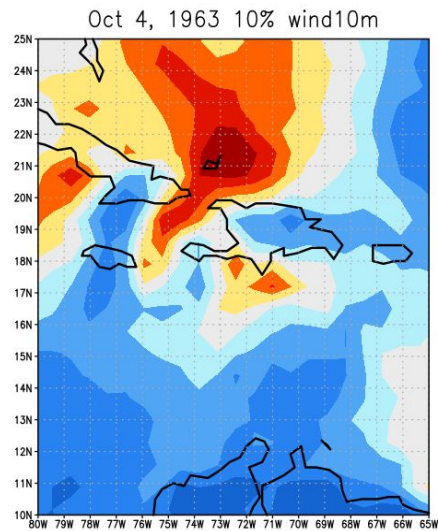 Oct 4, 1963 10% wind10m
25N
24N
23N
22N
21N
20N
19N
18N
17N
16N
15N
14N
13N
12N
11N
10N
80W 79W 78W 77W 76W 75W 74W 73W 72W 71W 70W 69W 68W 67W 66W 65W